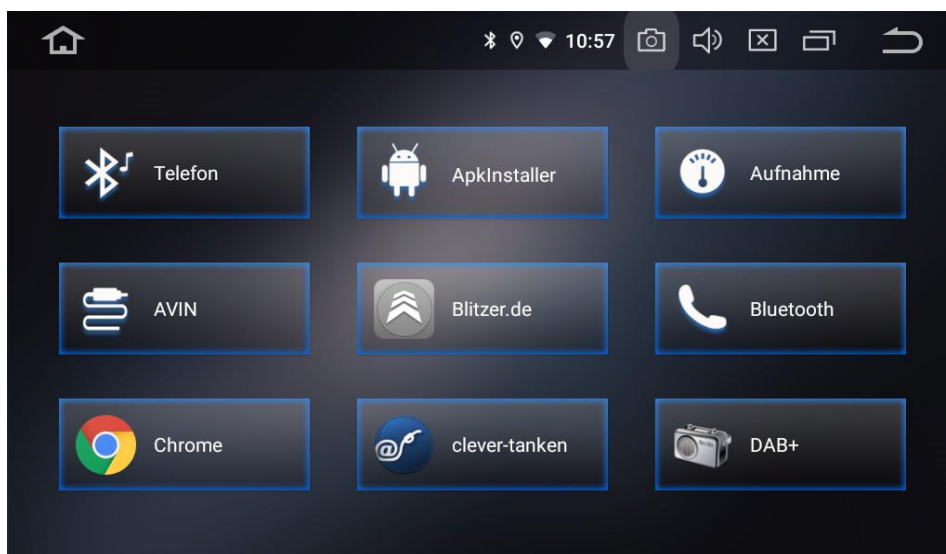 10:57
Telefon
ApkInstaller
Aufnahme
AVIN
Blitzer.de
Bluetooth
Chrome
clever-tanken
DAB+